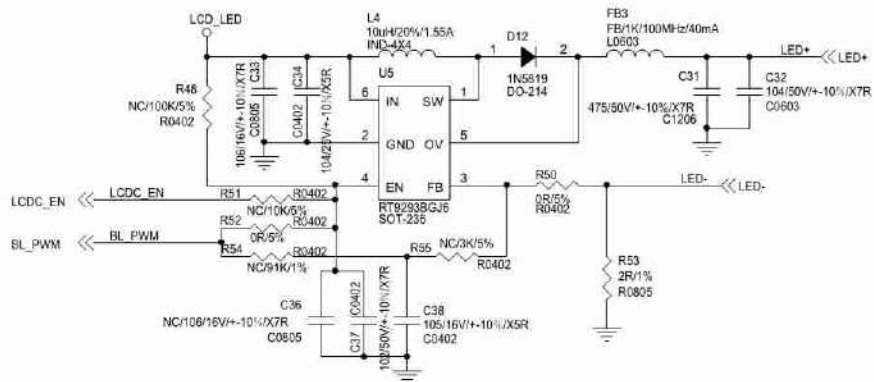 LCD_LED
L4
10uH/20%/1.55A
IND-4X4
D12
1
2
1N5819
DO-214
FB3
FB/1K/100MHz/40mA
L0603
LED+
LED+
R48
NC/100K/5%
R0402
C33
106/16V/+-10%/X7R
C0805
C34
104/25V/+-10%/X5R
C0402
U5
6
IN
SW
1
2
GND
OV
5
4
EN
FB
3
RT9293BGJ6
SOT-236
C31
475/50V/+-10%/X7R
C1206
C32
104/50V/+-10%/X7R
C0603
R50
0R/5%
R0402
LED-
LED-
LCDC_EN
LCDC_EN
R51
R0402
NC/10K/5%
R52
R0402
0R/5%
BL_PWM
BL_PWM
R54
R0402
NC/91K/1%
R55
NC/3K/5%
R0402
R53
2R/1%
R0805
C36
NC/106/16V/+-10%/X7R
C0805
C37
102/50V/+-10%/X7R
C0402
C38
105/16V/+-10%/X5R
C0402